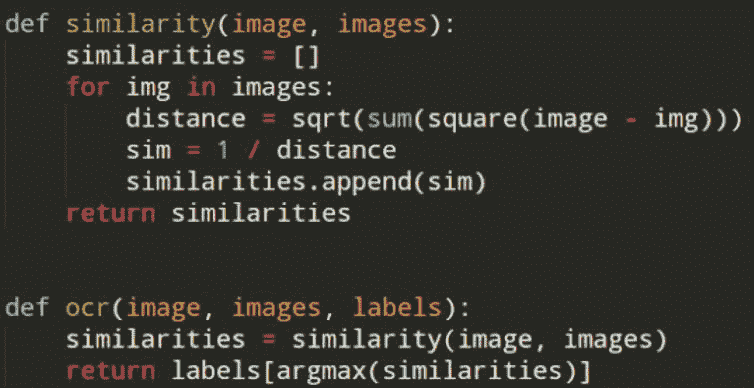 def similarity(image, images):
    similarities = []
    for img in images:
        distance = sqrt(sum(square(image - img)))
        sim = 1 / distance
        similarities.append(sim)
    return similarities

def ocr(image, images, labels):
    similarities = similarity(image, images)
    return labels[argmax(similarities)]